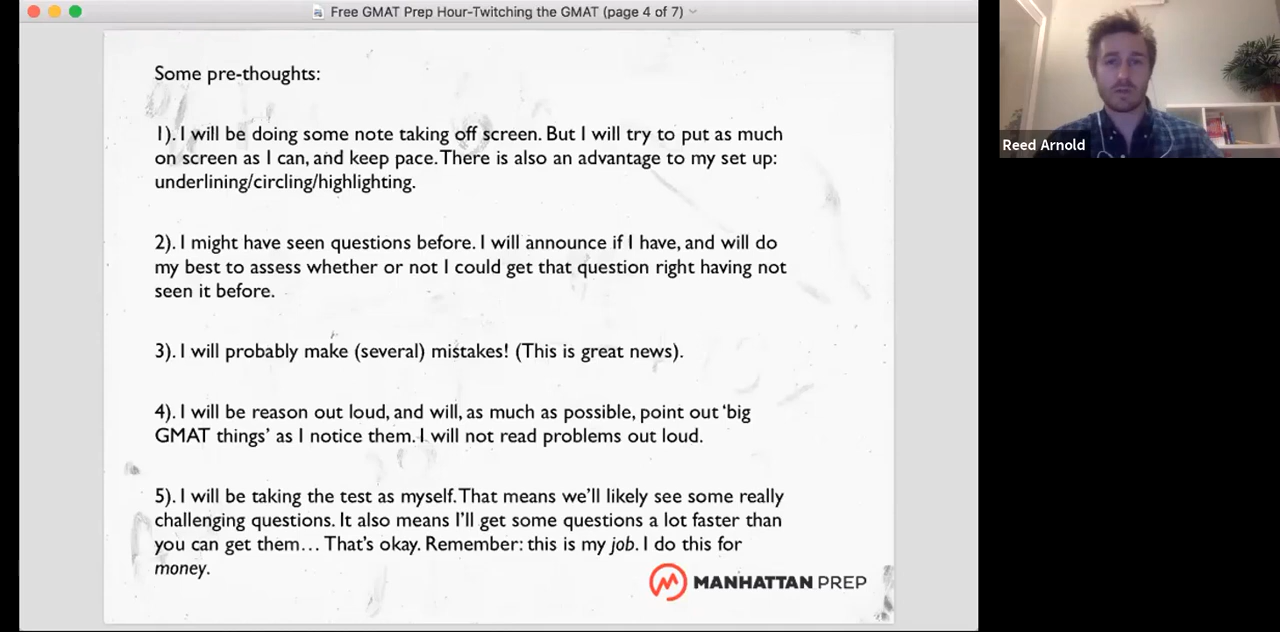 Free GMAT Prep Hour-Twitching the GMAT (page 4 of 7)
Some pre-thoughts:
1). I will be doing some note taking off screen. But I will try to put as much
on screen as I can, and keep pace. There is also an advantage to my set up:
underlining/circling/highlighting.
2). I might have seen questions before. I will announce if I have, and will do
my best to assess whether or not I could get that question right having not
seen it before.
3). I will probably make (several) mistakes! (This is great news).
4). I will be reason out loud, and will, as much as possible, point out ‘big
GMAT things’ as I notice them. I will not read problems out loud.
5). I will be taking the test as myself. That means we’ll likely see some really
challenging questions. It also means I’ll get some questions a lot faster than
you can get them… That’s okay. Remember: this is my job. I do this for
money.
MANHATTAN PREP
Reed Arnold